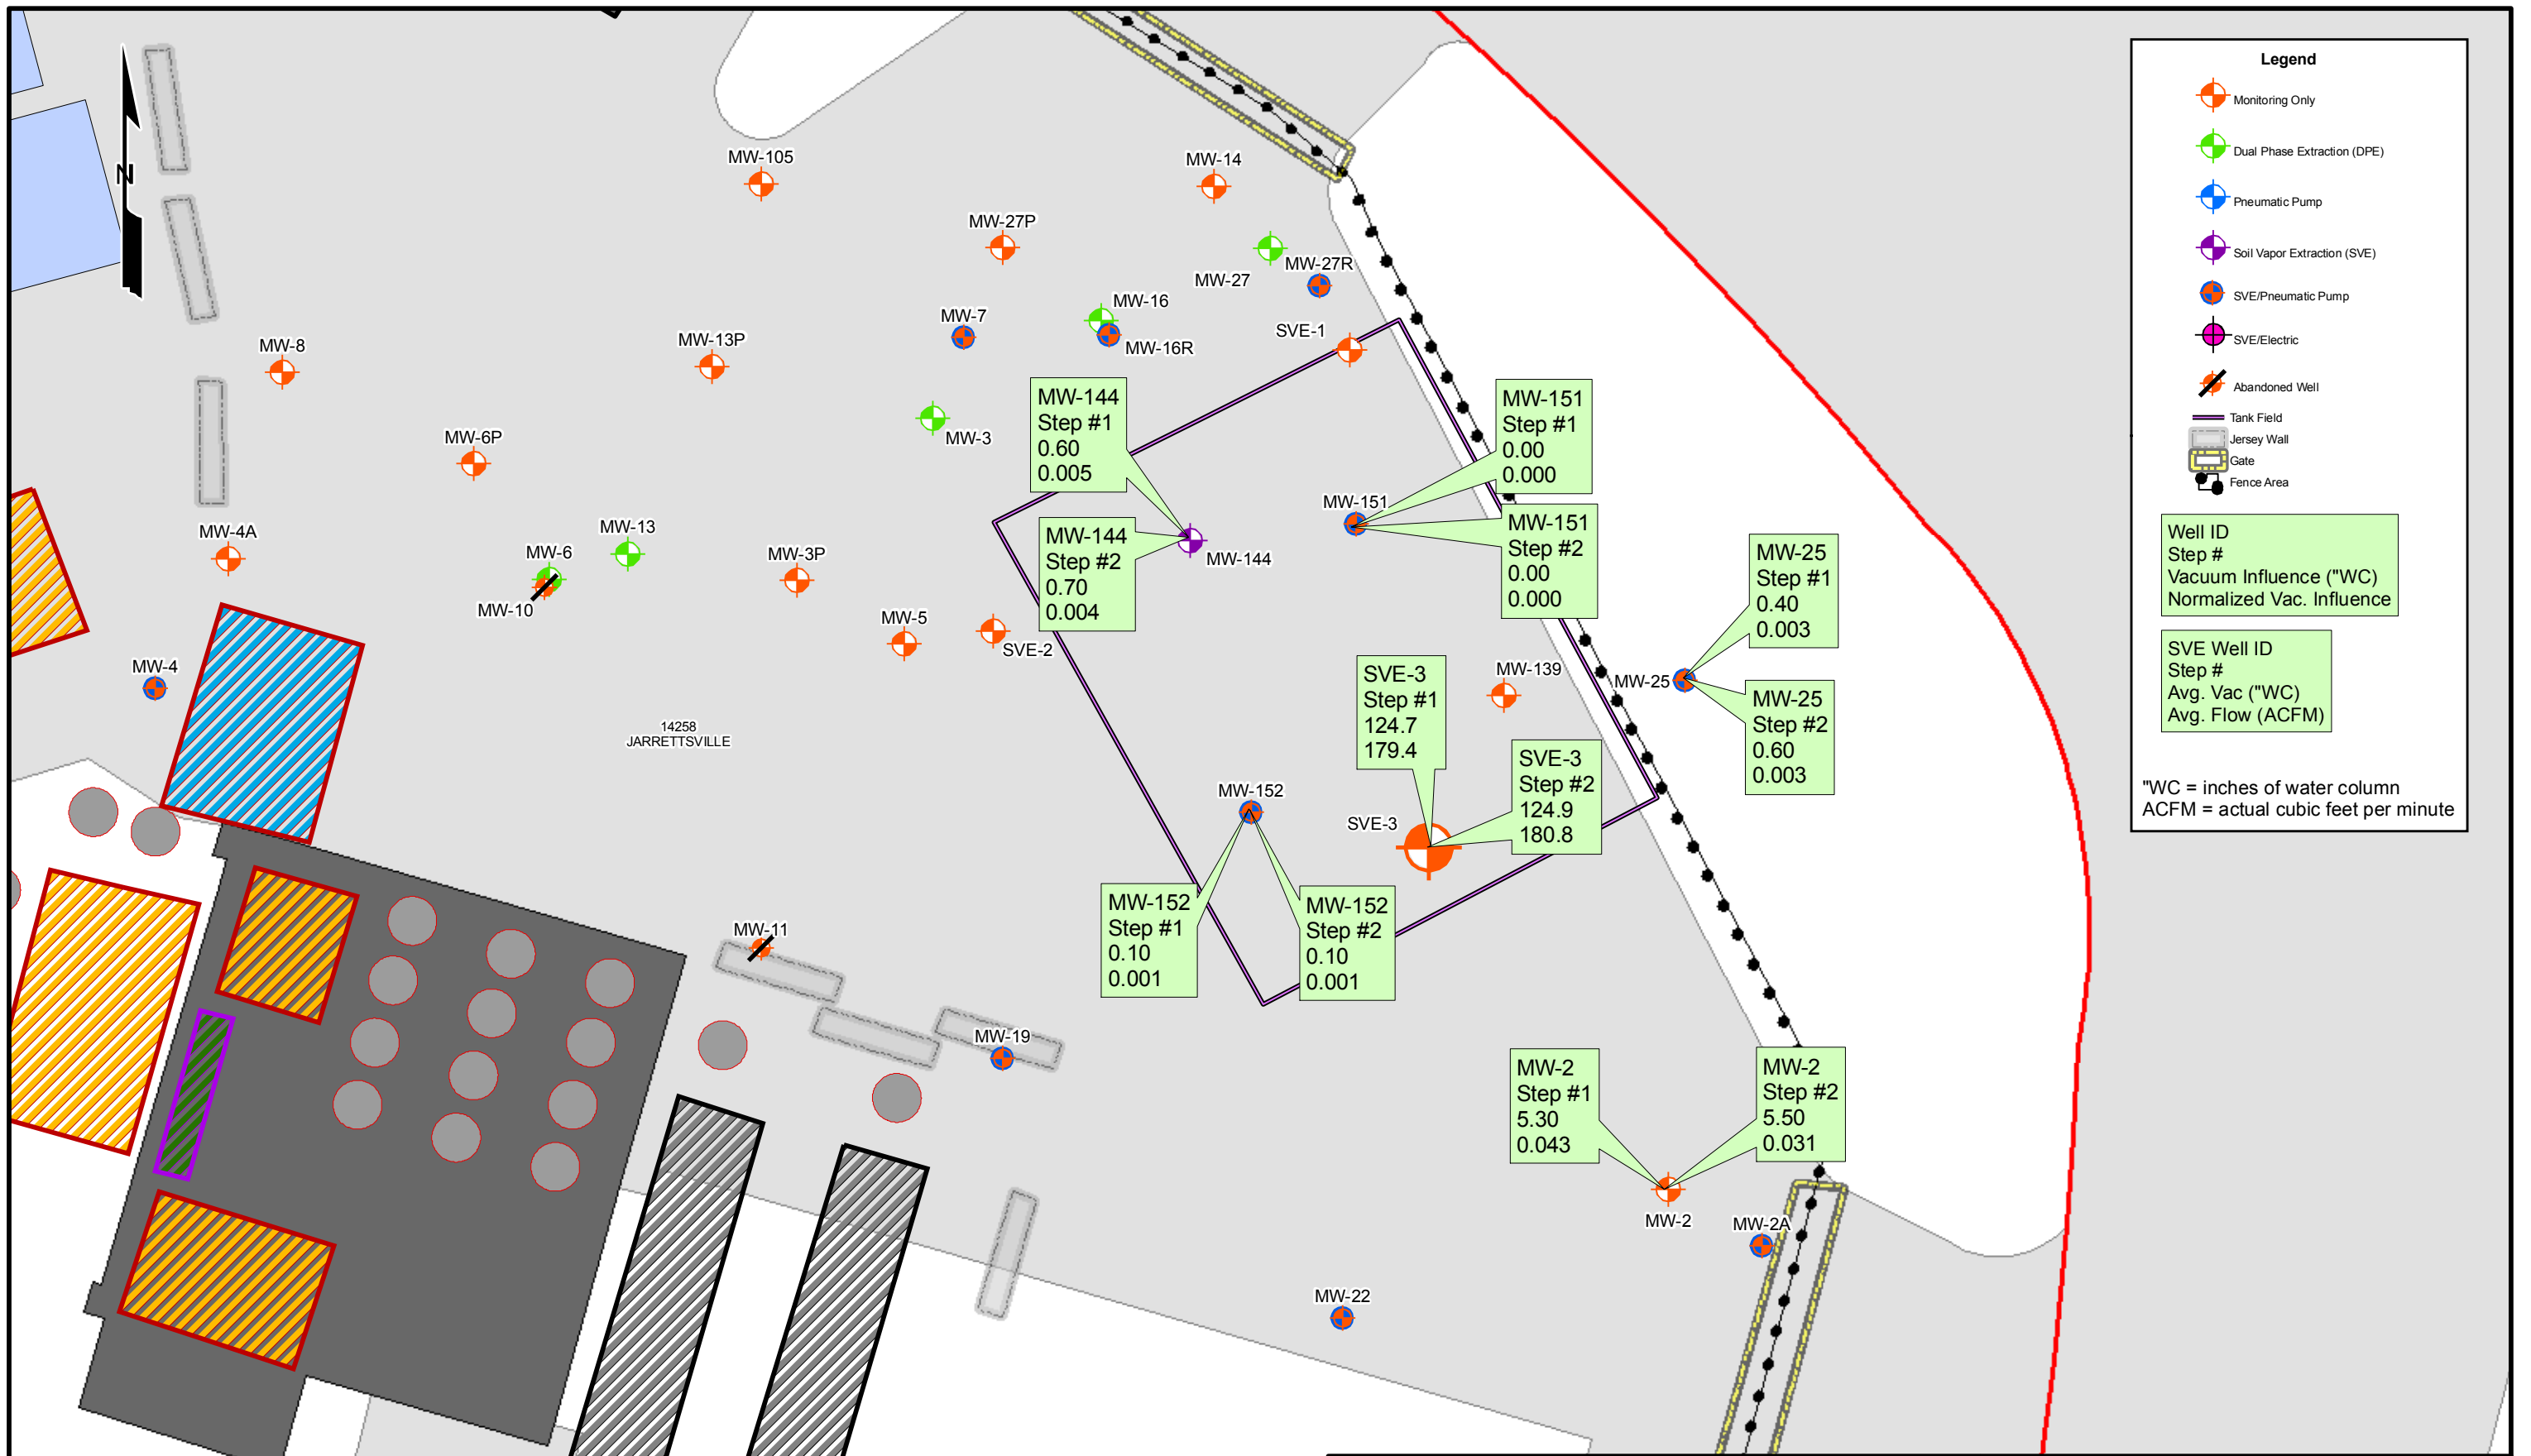 N
MW-105
MW-14
MW-27P
MW-27R
MW-27
MW-16
MW-7
MW-16R
SVE-1
MW-13P
MW-8
MW-3
MW-6P
MW-144
Step #1
0.60
0.005
MW-151
Step #1
0.00
0.000
MW-151
MW-144
Step #2
0.70
0.004
MW-144
MW-151
Step #2
0.00
0.000
MW-4A
MW-13
MW-6
MW-10
MW-3P
MW-5
SVE-2
MW-4
14258
JARRETTSVILLE
MW-25
Step #1
0.40
0.003
MW-139
MW-25
MW-25
Step #2
0.60
0.003
SVE-3
Step #1
124.7
179.4
SVE-3
Step #2
124.9
180.8
SVE-3
MW-152
MW-152
Step #1
0.10
0.001
MW-152
Step #2
0.10
0.001
MW-11
MW-19
MW-2
Step #1
5.30
0.043
MW-2
Step #2
5.50
0.031
MW-2
MW-2A
MW-22
Legend
Monitoring Only
Dual Phase Extraction (DPE)
Pneumatic Pump
Soil Vapor Extraction (SVE)
SVE/Pneumatic Pump
SVE/Electric
Abandoned Well
Tank Field
Jersey Wall
Gate
Fence Area
Well ID
Step #
Vacuum Influence ("WC)
Normalized Vac. Influence
SVE Well ID
Step #
Avg. Vac ("WC)
Avg. Flow (ACFM)
"WC = inches of water column
ACFM = actual cubic feet per minute